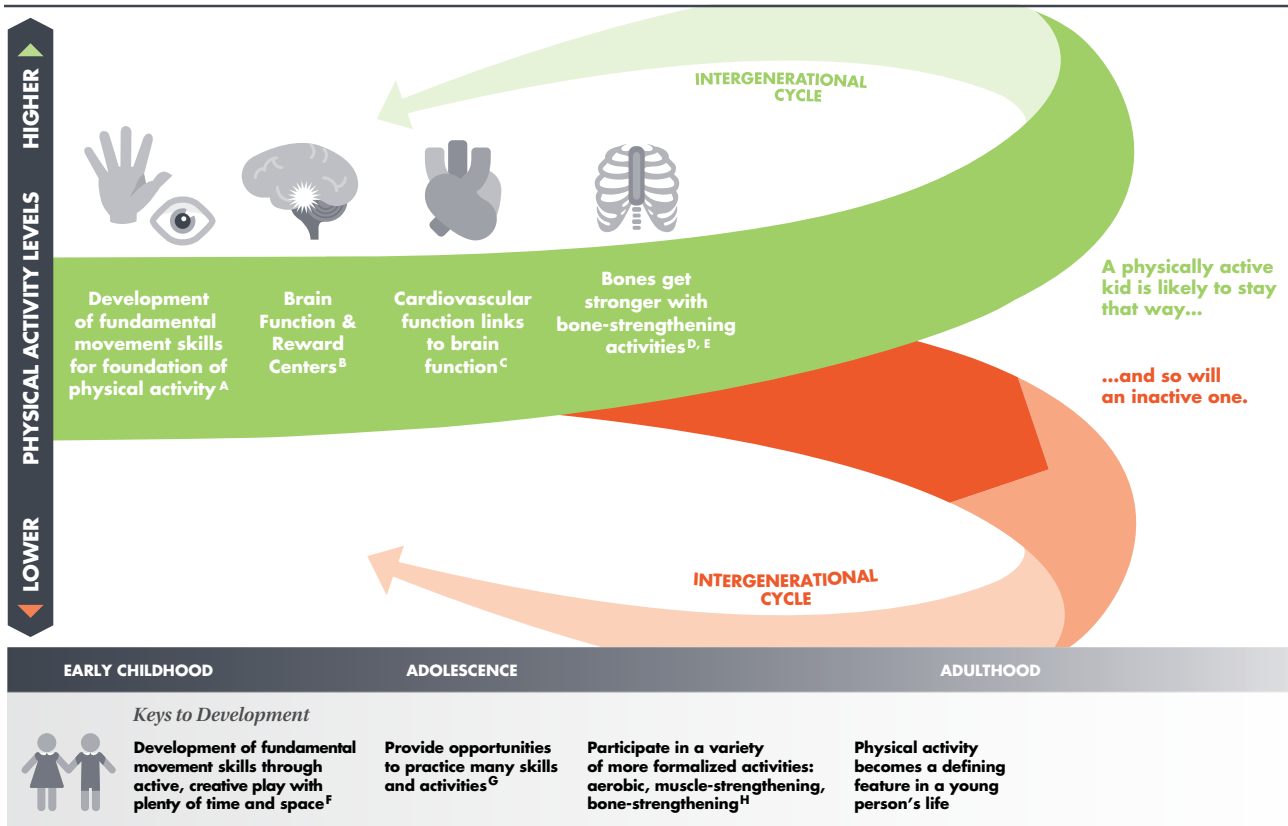 HIGHER
PHYSICAL ACTIVITY LEVELS
LOWER
INTERGENERATIONAL
CYCLE
Development
of fundamental
movement skills
for foundation of
physical activity A
Brain
Function &
Reward
Centers B
Cardiovascular
function links
to brain
function C
Bones get
stronger with
bone-strengthening
activities D, E
A physically active
kid is likely to stay
that way...
...and so will
an inactive one.
INTERGENERATIONAL
CYCLE
EARLY CHILDHOOD
ADOLESCENCE
ADULTHOOD
Keys to Development
Development of fundamental
movement skills through
active, creative play with
plenty of time and space F
Provide opportunities
to practice many skills
and activities G
Participate in a variety
of more formalized activities:
aerobic, muscle-strengthening,
bone-strengthening H
Physical activity
becomes a defining
feature in a young
person's life